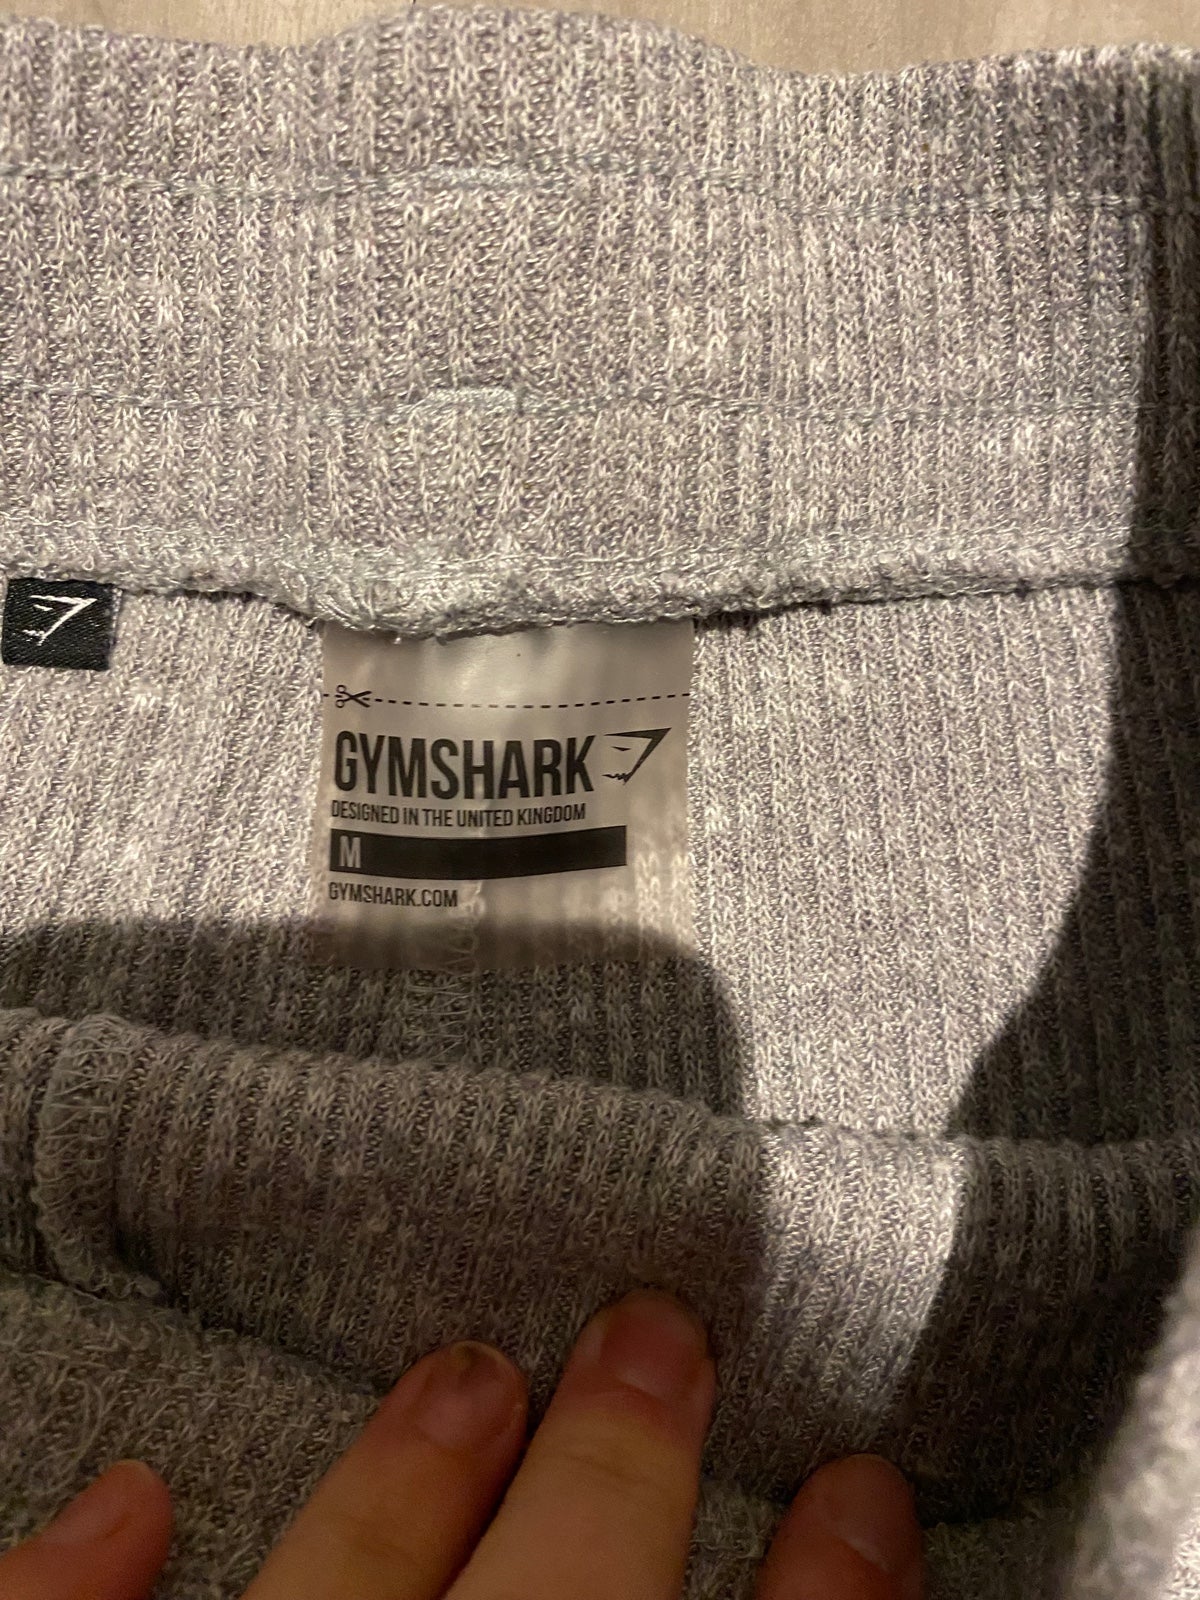 GYMSHARK
DESIGNED IN THE UNITED KINGDOM
M
GYMSHARK.COM